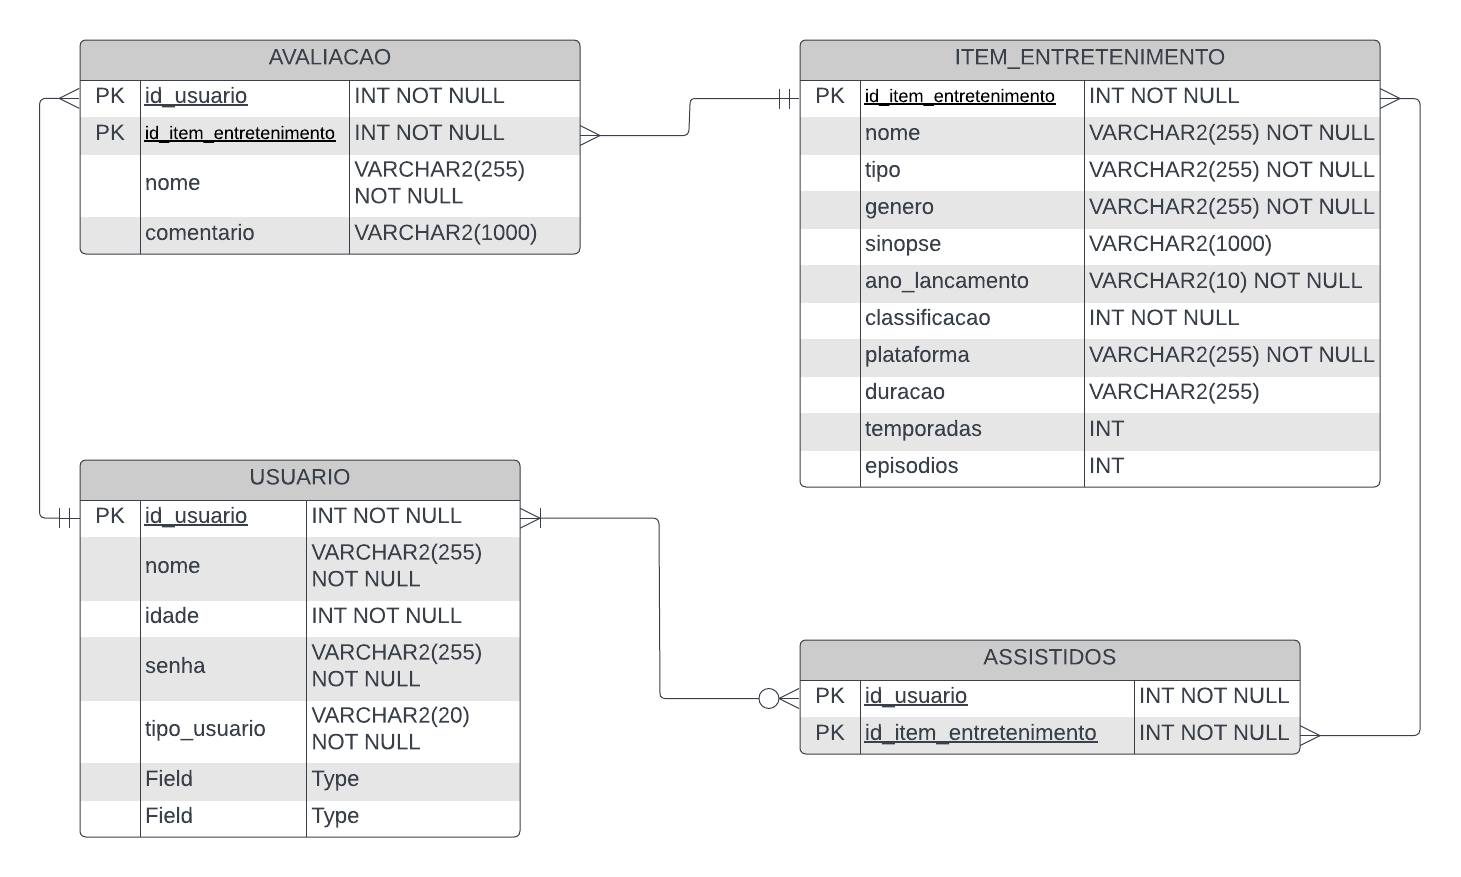 AVALIACAO
PK id_usuario INT NOT NULL
PK id_item_entretenimento INT NOT NULL
nome VARCHAR2(255)
NOT NULL
comentario VARCHAR2(1000)
ITEM_ENTRETENIMENTO
PK id_item_entretenimento INT NOT NULL
nome VARCHAR2(255) NOT NULL
tipo VARCHAR2(255) NOT NULL
genero VARCHAR2(255) NOT NULL
sinopse VARCHAR2(1000)
ano_lancamento VARCHAR2(10) NOT NULL
classificacao INT NOT NULL
plataforma VARCHAR2(255) NOT NULL
duracao VARCHAR2(255)
temporadas INT
episodios INT
USUARIO
PK id_usuario INT NOT NULL
nome VARCHAR2(255)
NOT NULL
idade INT NOT NULL
senha VARCHAR2(255)
NOT NULL
tipo_usuario VARCHAR2(20)
NOT NULL
Field Type
Field Type
ASSISTIDOS
PK id_usuario INT NOT NULL
PK id_item_entretenimento INT NOT NULL